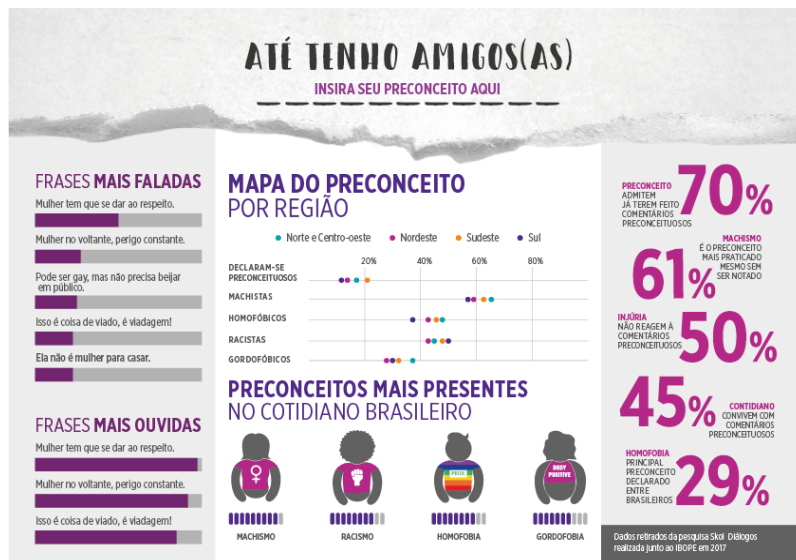 ATÉ TENHO AMIGOS(AS)
INSIRA SEU PRECONCEITO AQUI
FRASES MAIS FALADAS
Mulher tem que se dar ao respeito.
Mulher no voltante, perigo constante.
Pode ser gay, mas não precisa beijar
em público.
Isso é coisa de viado, é viadagem!
Ela não é mulher para casar.
FRASES MAIS OUVIDAS
Mulher tem que se dar ao respeito.
Mulher no voltante, perigo constante.
Isso é coisa de viado, é viadagem!
MAPA DO PRECONCEITO
POR REGIÃO
Norte e Centro-oeste Nordeste Sudeste Sul
20% 40% 60% 80%
DECLARAM-SE
PRECONCEITUOSOS
MACHISTAS
HOMOFÓBICOS
RACISTAS
GORDOFÓBICOS
PRECONCEITOS MAIS PRESENTES
NO COTIDIANO BRASILEIRO
PRIDE
BODY
POSITIVE
MACHISMO RACISMO HOMOFOBIA GORDOFOBIA
PRECONCEITO
ADMITEM
JÁ TEREM FEITO
COMENTÁRIOS
PRECONCEITUOSOS
70%
MACHISMO
É O PRECONCEITO
MAIS PRATICADO
MESMO SEM
SER NOTADO
61%
INJÚRIA
NÃO REAGEM À
COMENTÁRIOS
PRECONCEITUOSOS
50%
45%
CONTIDIANO
CONVIVEM COM
COMENTÁRIOS
PRECONCEITUOSOS
HOMOFOBIA
PRINCIPAL
PRECONCEITO
DECLARADO
ENTRE
BRASILEIROS
29%
Dados retirados da pesquisa Skol Diálogos
realizada junto ao IBOPE em 2017